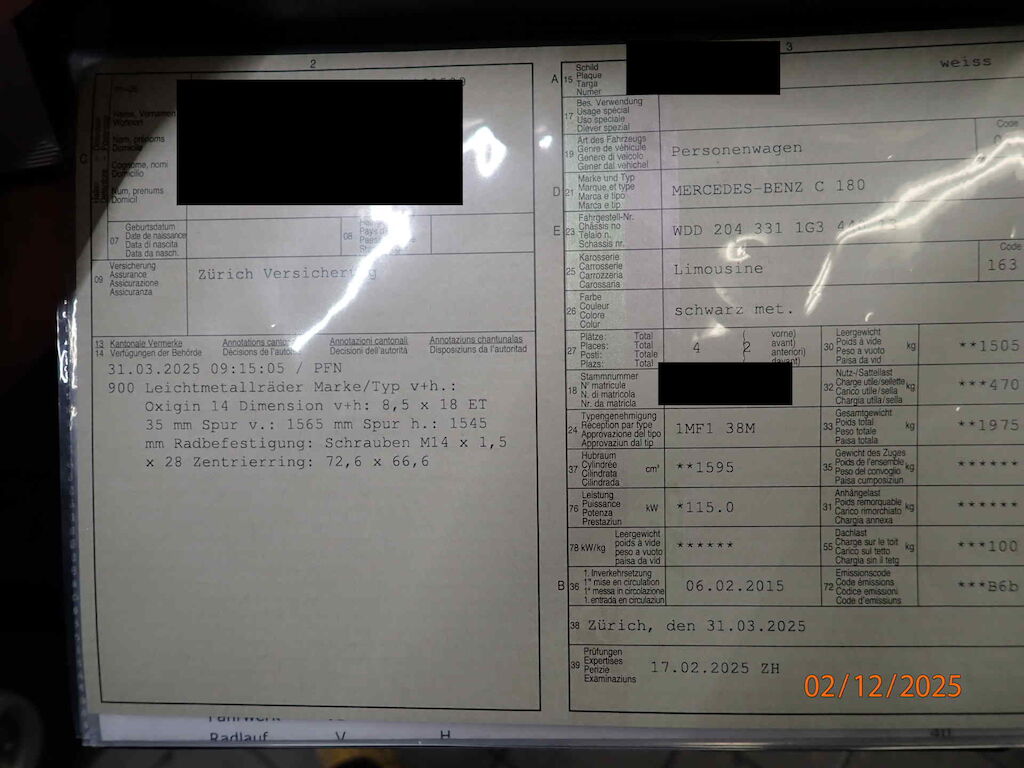 2
Name, Vornamen
Wohnort
Nom, prénoms
Domicile
Cognome, nomi
Domicilio
Num, prenums
Domicil
C
07 Geburtsdatum
Date de naissance
Data di nascita
Data da nasch.
08
09 Versicherung
Assurance
Assicurazione
Assicuranza
Zürich Versicherung
13 Kantonale Vermerke Annotations canton Annotazioni cantonali Annotaziuns chantunalas
14 Verfügungen der Behörde Décisions de l'autorité Decisioni dell'autorità Disposiziuns da l'autoritad
31.03.2025 09:15:05 / PFN
900 Leichtmetallräder Marke/Typ v+h.:
Oxigin 14 Dimension v+h: 8,5 x 18 ET
35 mm Spur v.: 1565 mm Spur h.: 1545
mm Radbefestigung: Schrauben M14 x 1,5
x 28 Zentrierring: 72,6 x 66,6
3
A 15 Schild
Plaque
Targa
Numer
weiss
17 Bes. Verwendung
Usage spécial
Uso speciale
Diever spezial
19 Art des Fahrzeugs
Genre de véhicule
Genere di veicolo
Gener dal vehichel
Personenwagen
Code
D 21 Marke und Typ
Marque et type
Marca e tipo
Marca e tip
MERCEDES-BENZ C 180
E 23 Fahrgestell-Nr.
Châssis no
Telaio n.
Schassis nr.
WDD 204 331 1G3
25 Karosserie
Carrosserie
Carrozzeria
Carossaria
Limousine
Code
163
26 Farbe
Couleur
Colore
Colur
schwarz met.
27 Plätze: Total
Places: Total
Posti: Totale
Plazs: Total
4 ( vorne)
2 avant)
( anteriori)
davant)
30 Leergewicht
Poids à vide
Peso a vuoto
Paisa da vid
kg **1505
18 Stammnummer
N° matricule
N. di matricola
Nr. da matricla
32 Nutz-/Sattellast
Charge utile/sellette
Carico utile/sella
Chargia utila/sella
kg ***470
24 Typengenehmigung
Réception par type
Approvazione del tipo
Approvaziun dal tip
1MF1 38M
33 Gesamtgewicht
Poids total
Peso totale
Paisa totala
kg **1975
37 Hubraum
Cylindrée
Cilindrata
Cilindrada
cm³ **1595
35 Gewicht des Zuges
Poids de l'ensemble
Peso del convoglio
Paisa cumposiziun
kg ******
76 Leistung
Puissance
Potenza
Prestaziun
kW *115.0
31 Anhängelast
Poids remorquable
Carico rimorchiato
Chargia annexa
kg ******
78 kW/kg Leergewicht
poids à vide
peso a vuoto
paisa da vid
******
55 Dachlast
Charge sur le toit
Carico sul tetto
Chargia sin il tetg
kg ***100
B 36 1. Inverkehrsetzung
1re mise en circulation
1a messa in circolazione
1. entrada en circulaziun
06.02.2015
72 Emissionscode
Code émissions
Codice emissioni
Code d'emissiuns
***B6b
38 Zürich, den 31.03.2025
39 Prüfungen
Expertises
Perizie
Examinaziuns
17.02.2025 ZH
02/12/2025
Radlauf V H